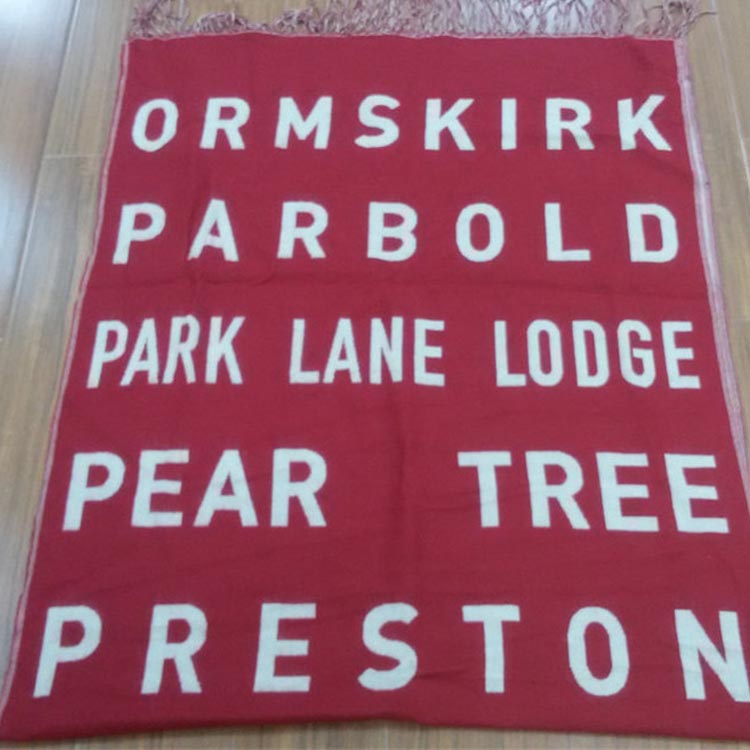 ORMSKIRK
PARBOLD
PARK LANE LODGE
PEAR TREE
PRESTON